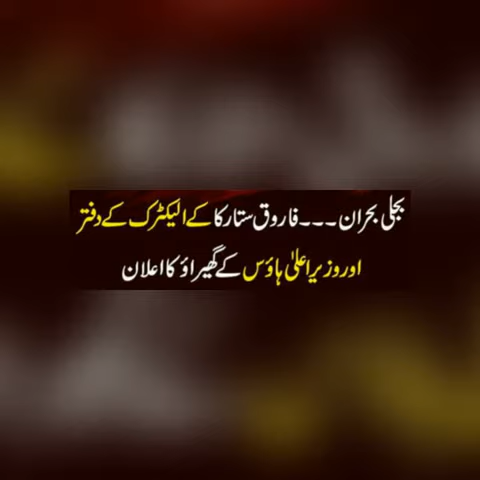 بجلی بحران ۔۔۔ فاروق ستار کا کے الیکٹرک کے دفتر
اور وزیراعلیٰ ہاؤس کے گھیراؤ کا اعلان